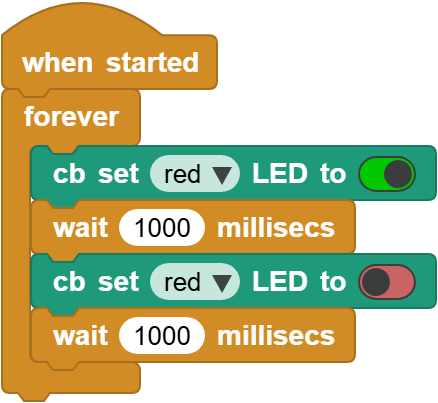 when started
forever
cb set red LED to
wait 1000 millisecs
cb set red LED to
wait 1000 millisecs